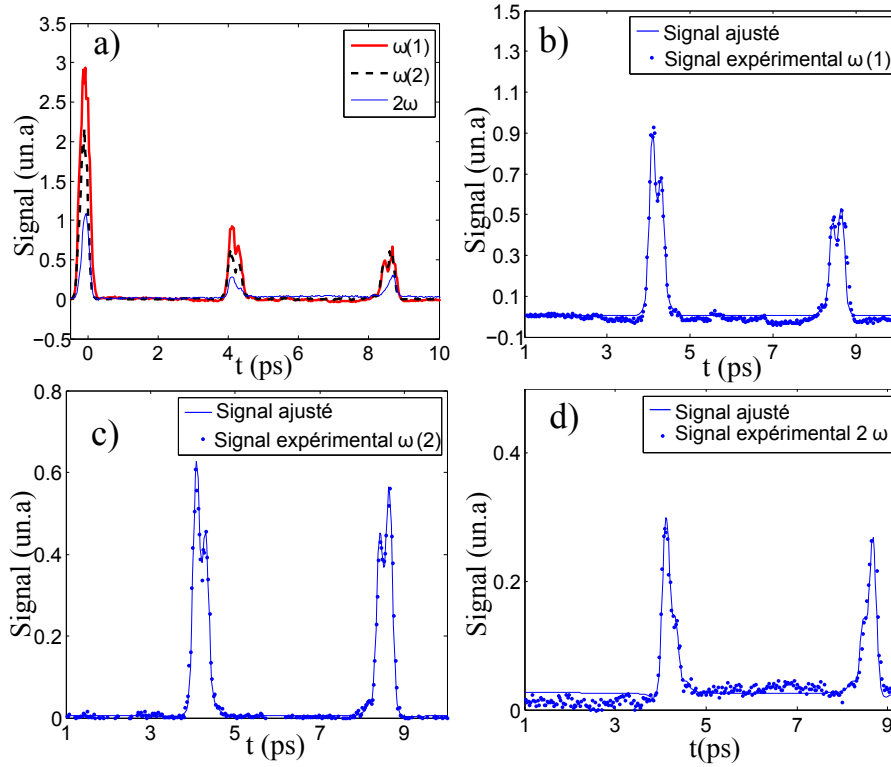 a)
ω(1)
ω(2)
2ω
Signal (un.a)
3.5
3
2.5
2
1.5
1
0.5
0
−0.5
0
2
4
6
8
10
t (ps)
b)
Signal ajusté
Signal expérimental ω (1)
Signal (un.a)
1.5
1.3
1.1
0.9
0.7
0.5
0.3
0.1
−0.1
1
3
5
7
9
t (ps)
c)
Signal ajusté
Signal expérimental ω (2)
Signal (un.a)
0.8
0.6
0.4
0.2
0
1
3
5
7
9
t (ps)
d)
Signal ajusté
Signal expérimental 2 ω
Signal (un.a)
0.4
0.2
0
1
3
5
7
9
t(ps)